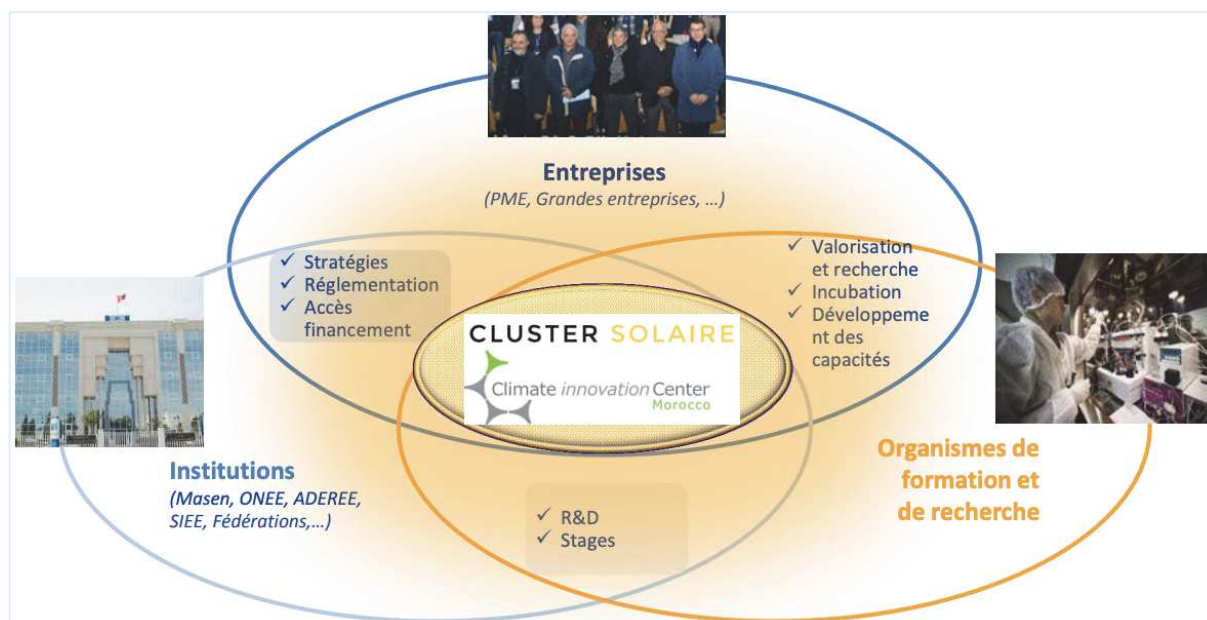 Entreprises
(PME, Grandes entreprises, ...)
✓ Stratégies
✓ Réglementation
✓ Accès
financement
✓ Valorisation
et recherche
✓ Incubation
✓ Développeme
nt des
capacités
CLUSTER SOLAIRE
Climate innovation Center
Morocco
Institutions
(Masen, ONEE, ADEREE,
SIEE, Fédérations,...)
Organismes de
formation et
de recherche
✓ R&D
✓ Stages